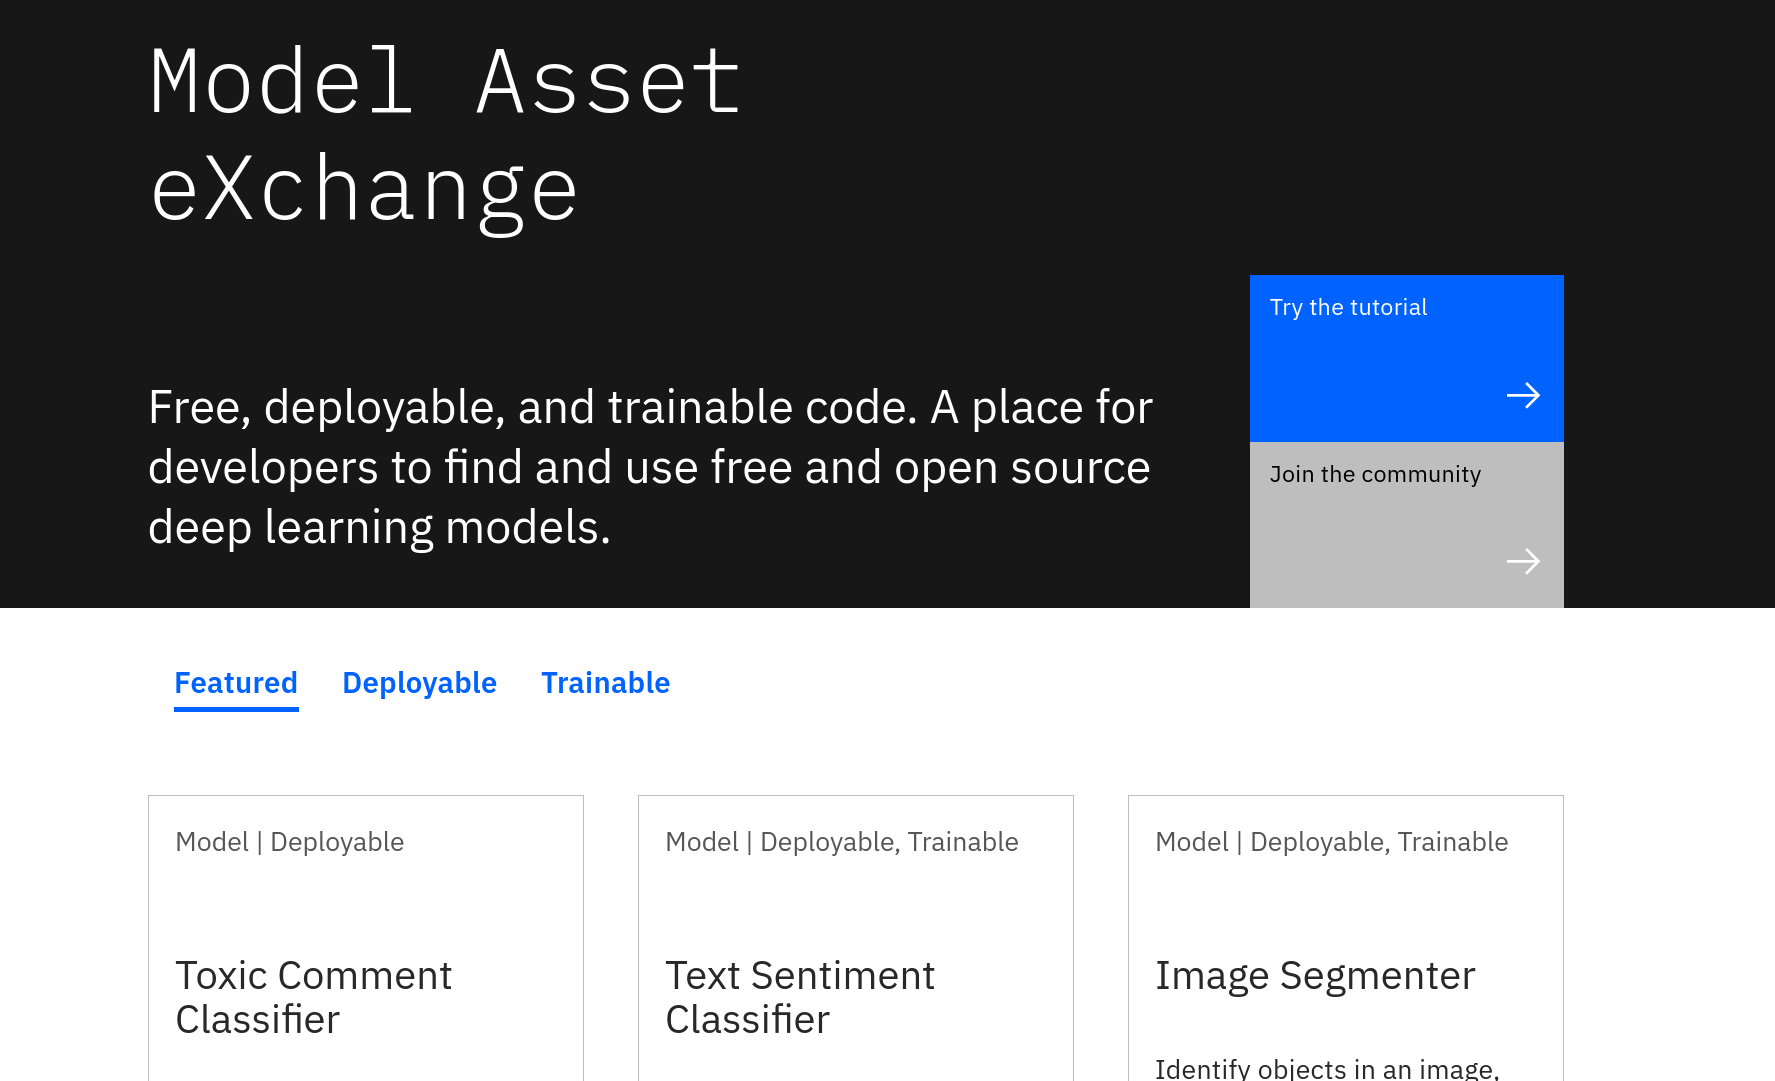 Model Asset
eXchange
Try the tutorial
Free, deployable, and trainable code. A place for
developers to find and use free and open source
deep learning models.
Join the community
Featured Deployable Trainable
Model | Deployable
Toxic Comment
Classifier
Model | Deployable, Trainable
Text Sentiment
Classifier
Model | Deployable, Trainable
Image Segmenter
Identify objects in an image,